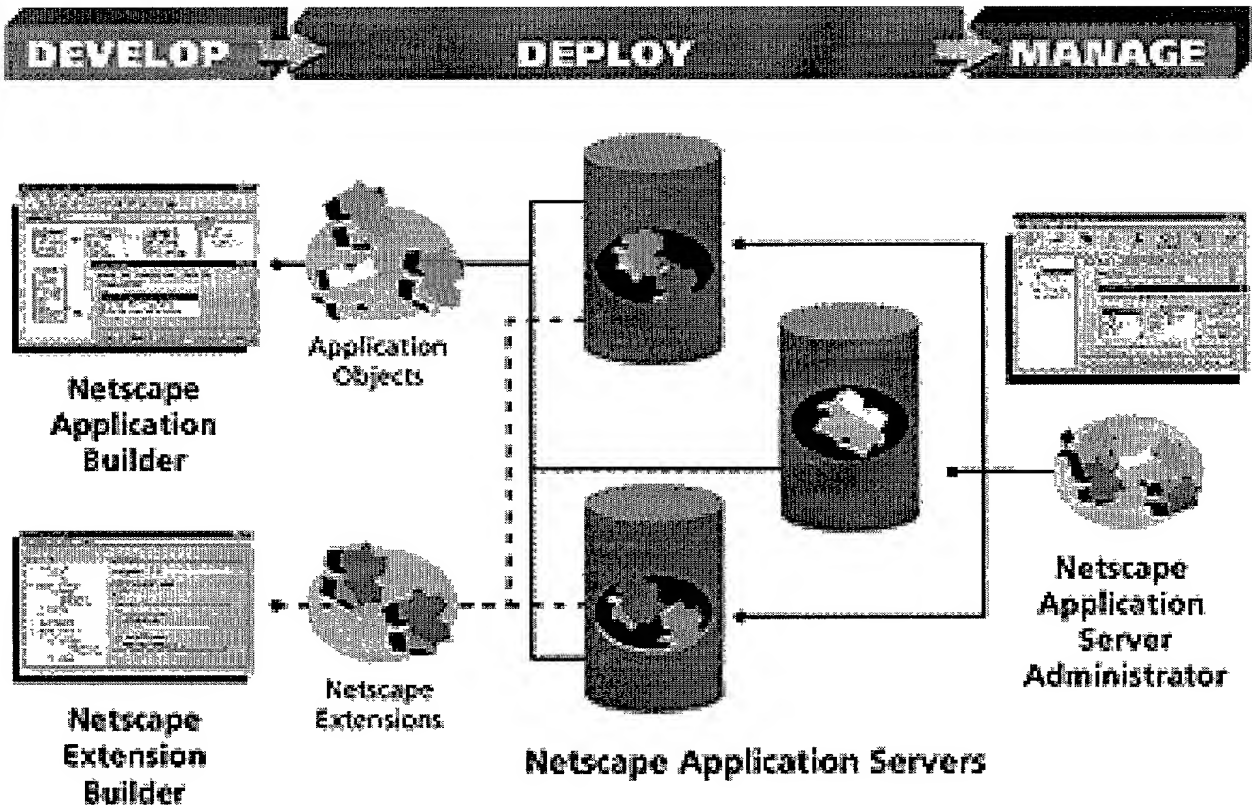 DEVELOP
DEPLOY
MANAGE
Application
Objects
Netscape
Application
Builder
Netscape
Extensions
Netscape
Extension
Builder
Netscape Application Servers
Netscape
Application
Server
Administrator